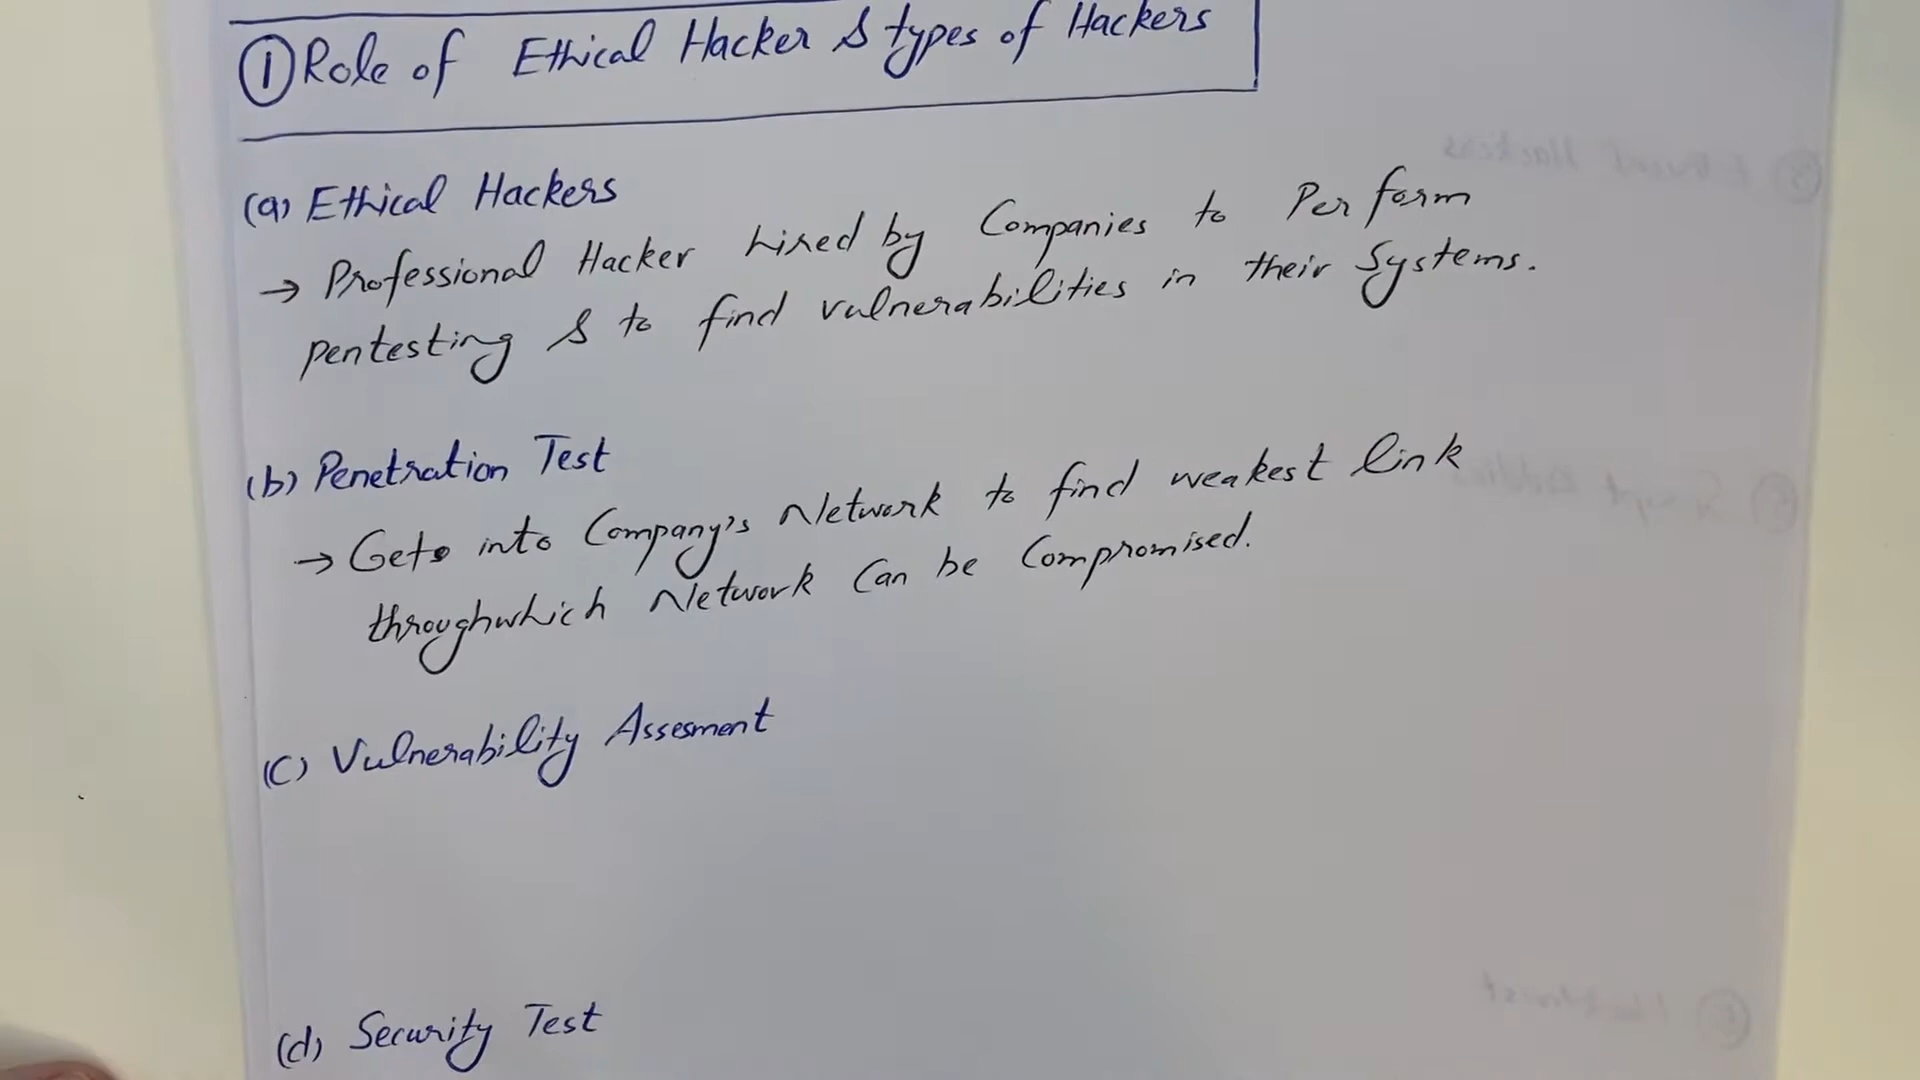 ① Role of Ethical Hacker & types of Hackers
(a) Ethical Hackers
→ Professional Hacker hired by Companies to Perform
pentesting & to find vulnerabilities in their Systems.
(b) Penetration Test
→ Gets into Company's Network to find weakest link
throughwhich Network Can be Compromised.
(C) Vulnerability Assesment
(d) Security Test